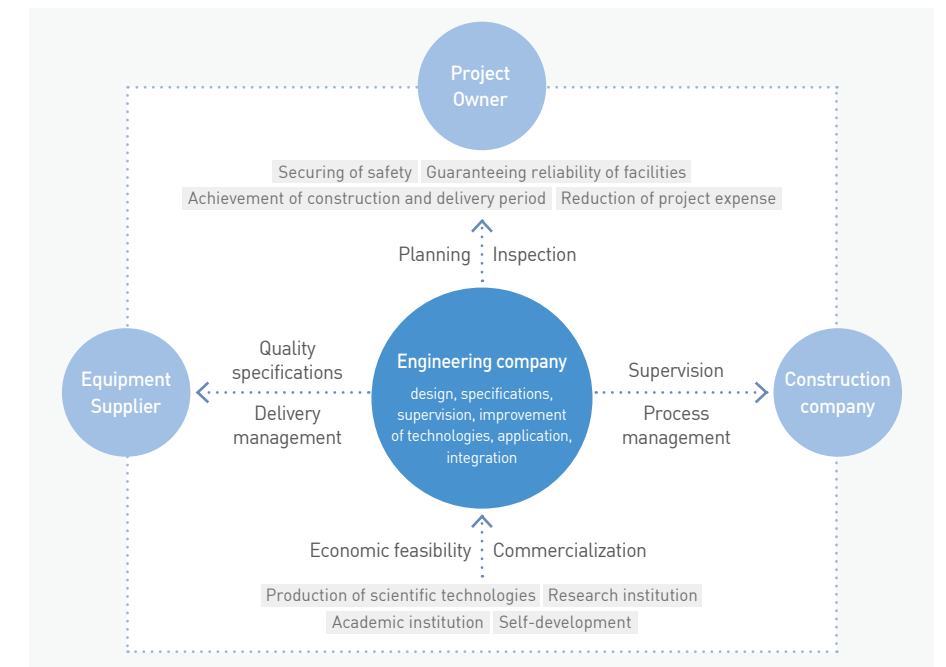 Project
Owner
Securing of safety Guaranteeing reliability of facilities
Achievement of construction and delivery period Reduction of project expense
Planning Inspection
Quality
specifications
Delivery
management
Equipment
Supplier
Engineering company
design, specifications,
supervision, improvement
of technologies, application,
integration
Supervision
Process
management
Construction
company
Economic feasibility Commercialization
Production of scientific technologies Research institution
Academic institution Self-development